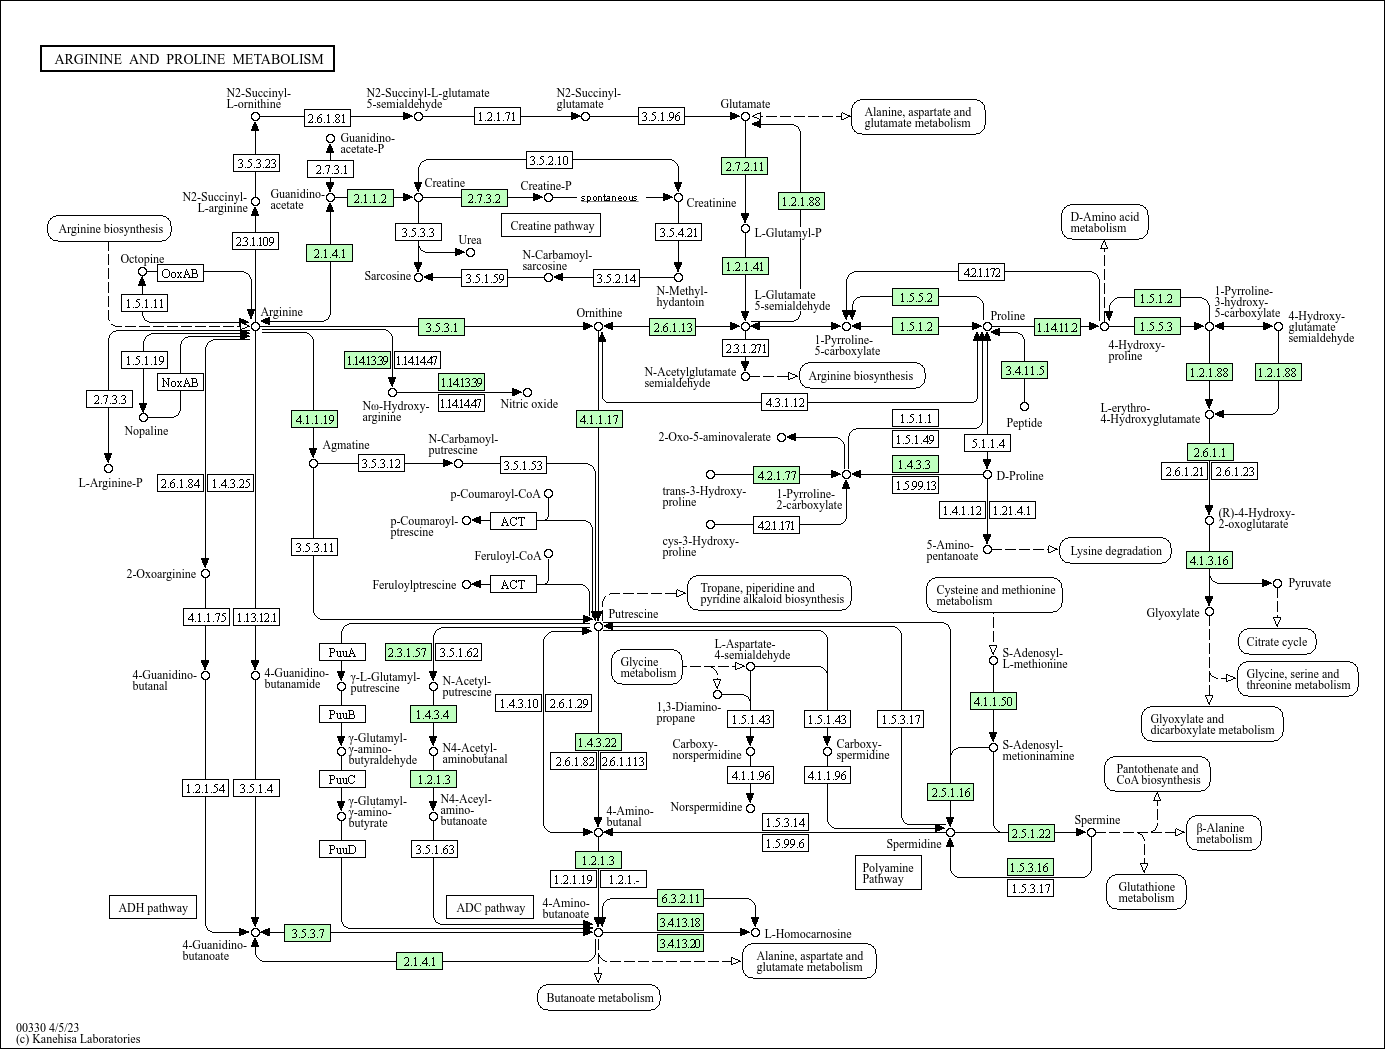 ARGININE AND PROLINE METABOLISM
N2-Succinyl-
L-ornithine
2.6.1.81
N2-Succinyl-L-glutamate
5-semialdehyde
1.2.1.71
N2-Succinyl-
glutamate
3.5.1.96
Glutamate
Alanine, aspartate and
glutamate metabolism
3.5.3.23
Guanidino-
acetate-P
2.7.3.1
3.5.2.10
2.7.2.11
N2-Succinyl-
L-arginine
Guanidino-
acetate
2.1.1.2
Creatine
2.7.3.2
Creatine-P
spontaneous
Creatinine
1.2.1.88
Arginine biosynthesis
2.3.1.109
2.1.4.1
3.5.3.3
Urea
Creatine pathway
3.5.4.21
L-Glutamyl-P
D-Amino acid
metabolism
Octopine
OoxAB
1.5.1.11
Sarcosine
3.5.1.59
N-Carbamoyl-
sarcosine
3.5.2.14
N-Methyl-
hydantoin
1.2.1.41
4.2.1.172
L-Glutamate
5-semialdehyde
1.5.5.2
1.5.1.2
1-Pyrroline-
3-hydroxy-
5-carboxylate
Arginine
3.5.3.1
Ornithine
2.6.1.13
1-Pyrroline-
5-carboxylate
1.5.1.2
Proline
1.14.11.2
4-Hydroxy-
proline
1.5.5.3
4-Hydroxy-
glutamate
semialdehyde
1.5.1.19
NoxAB
2.7.3.3
Nopaline
1.14.13.39
1.14.14.47
1.14.13.39
1.14.14.47
Nω-Hydroxy-
arginine
Nitric oxide
2.3.1.271
N-Acetylglutamate
semialdehyde
Arginine biosynthesis
3.4.11.5
Peptide
1.2.1.88
1.2.1.88
4.3.1.12
L-erythro-
4-Hydroxyglutamate
L-Arginine-P
4.1.1.19
Agmatine
3.5.3.12
N-Carbamoyl-
putrescine
3.5.1.53
4.1.1.17
2-Oxo-5-aminovalerate
1.5.1.1
1.5.1.49
5.1.1.4
2.6.1.1
2.6.1.21
2.6.1.23
2.6.1.84
1.4.3.25
p-Coumaroyl-CoA
p-Coumaroyl-
ptrescine
ACT
trans-3-Hydroxy-
proline
4.2.1.77
1-Pyrroline-
2-carboxylate
1.4.3.3
1.5.99.13
D-Proline
cys-3-Hydroxy-
proline
4.2.1.171
1.4.1.12
1.21.4.1
(R)-4-Hydroxy-
2-oxoglutarate
3.5.3.11
Feruloyl-CoA
Feruloylptrescine
ACT
5-Amino-
pentanoate
Lysine degradation
4.1.3.16
Pyruvate
2-Oxoarginine
Tropane, piperidine and
pyridine alkaloid biosynthesis
Cysteine and methionine
metabolism
Glyoxylate
4.1.1.75
1.13.12.1
Putrescine
Citrate cycle
PuuA
2.3.1.57
3.5.1.62
Glycine
metabolism
L-Aspartate-
4-semialdehyde
S-Adenosyl-
L-methionine
Glycine, serine and
threonine metabolism
4-Guanidino-
butanal
4-Guanidino-
butanamide
γ-L-Glutamyl-
putrescine
N-Acetyl-
putrescine
1.4.3.10
2.6.1.29
1,3-Diamino-
propane
4.1.1.50
Glyoxylate and
dicarboxylate metabolism
PuuB
1.4.3.4
1.5.1.43
1.5.1.43
1.5.3.17
γ-Glutamyl-
γ-amino-
butyraldehyde
N4-Acetyl-
aminobutanal
1.4.3.22
2.6.1.82
2.6.1.113
Carboxy-
norspermidine
Carboxy-
spermidine
S-Adenosyl-
metioninamine
1.2.1.54
3.5.1.4
PuuC
1.2.1.3
4.1.1.96
4.1.1.96
2.5.1.16
Pantothenate and
CoA biosynthesis
γ-Glutamyl-
γ-amino-
butyrate
N4-Aceyl-
amino-
butanoate
4-Amino-
butanal
Norspermidine
1.5.3.14
1.5.99.6
Spermidine
2.5.1.22
Spermine
β-Alanine
metabolism
PuuD
3.5.1.63
1.2.1.3
1.2.1.19
1.2.1.-
Polyamine
Pathway
1.5.3.16
1.5.3.17
Glutathione
metabolism
ADH pathway
ADC pathway
4-Amino-
butanoate
6.3.2.11
3.4.13.18
3.4.13.20
L-Homocarnosine
4-Guanidino-
butanoate
3.5.3.7
2.1.4.1
Alanine, aspartate and
glutamate metabolism
Butanoate metabolism
00330 4/5/23
(c) Kanehisa Laboratories